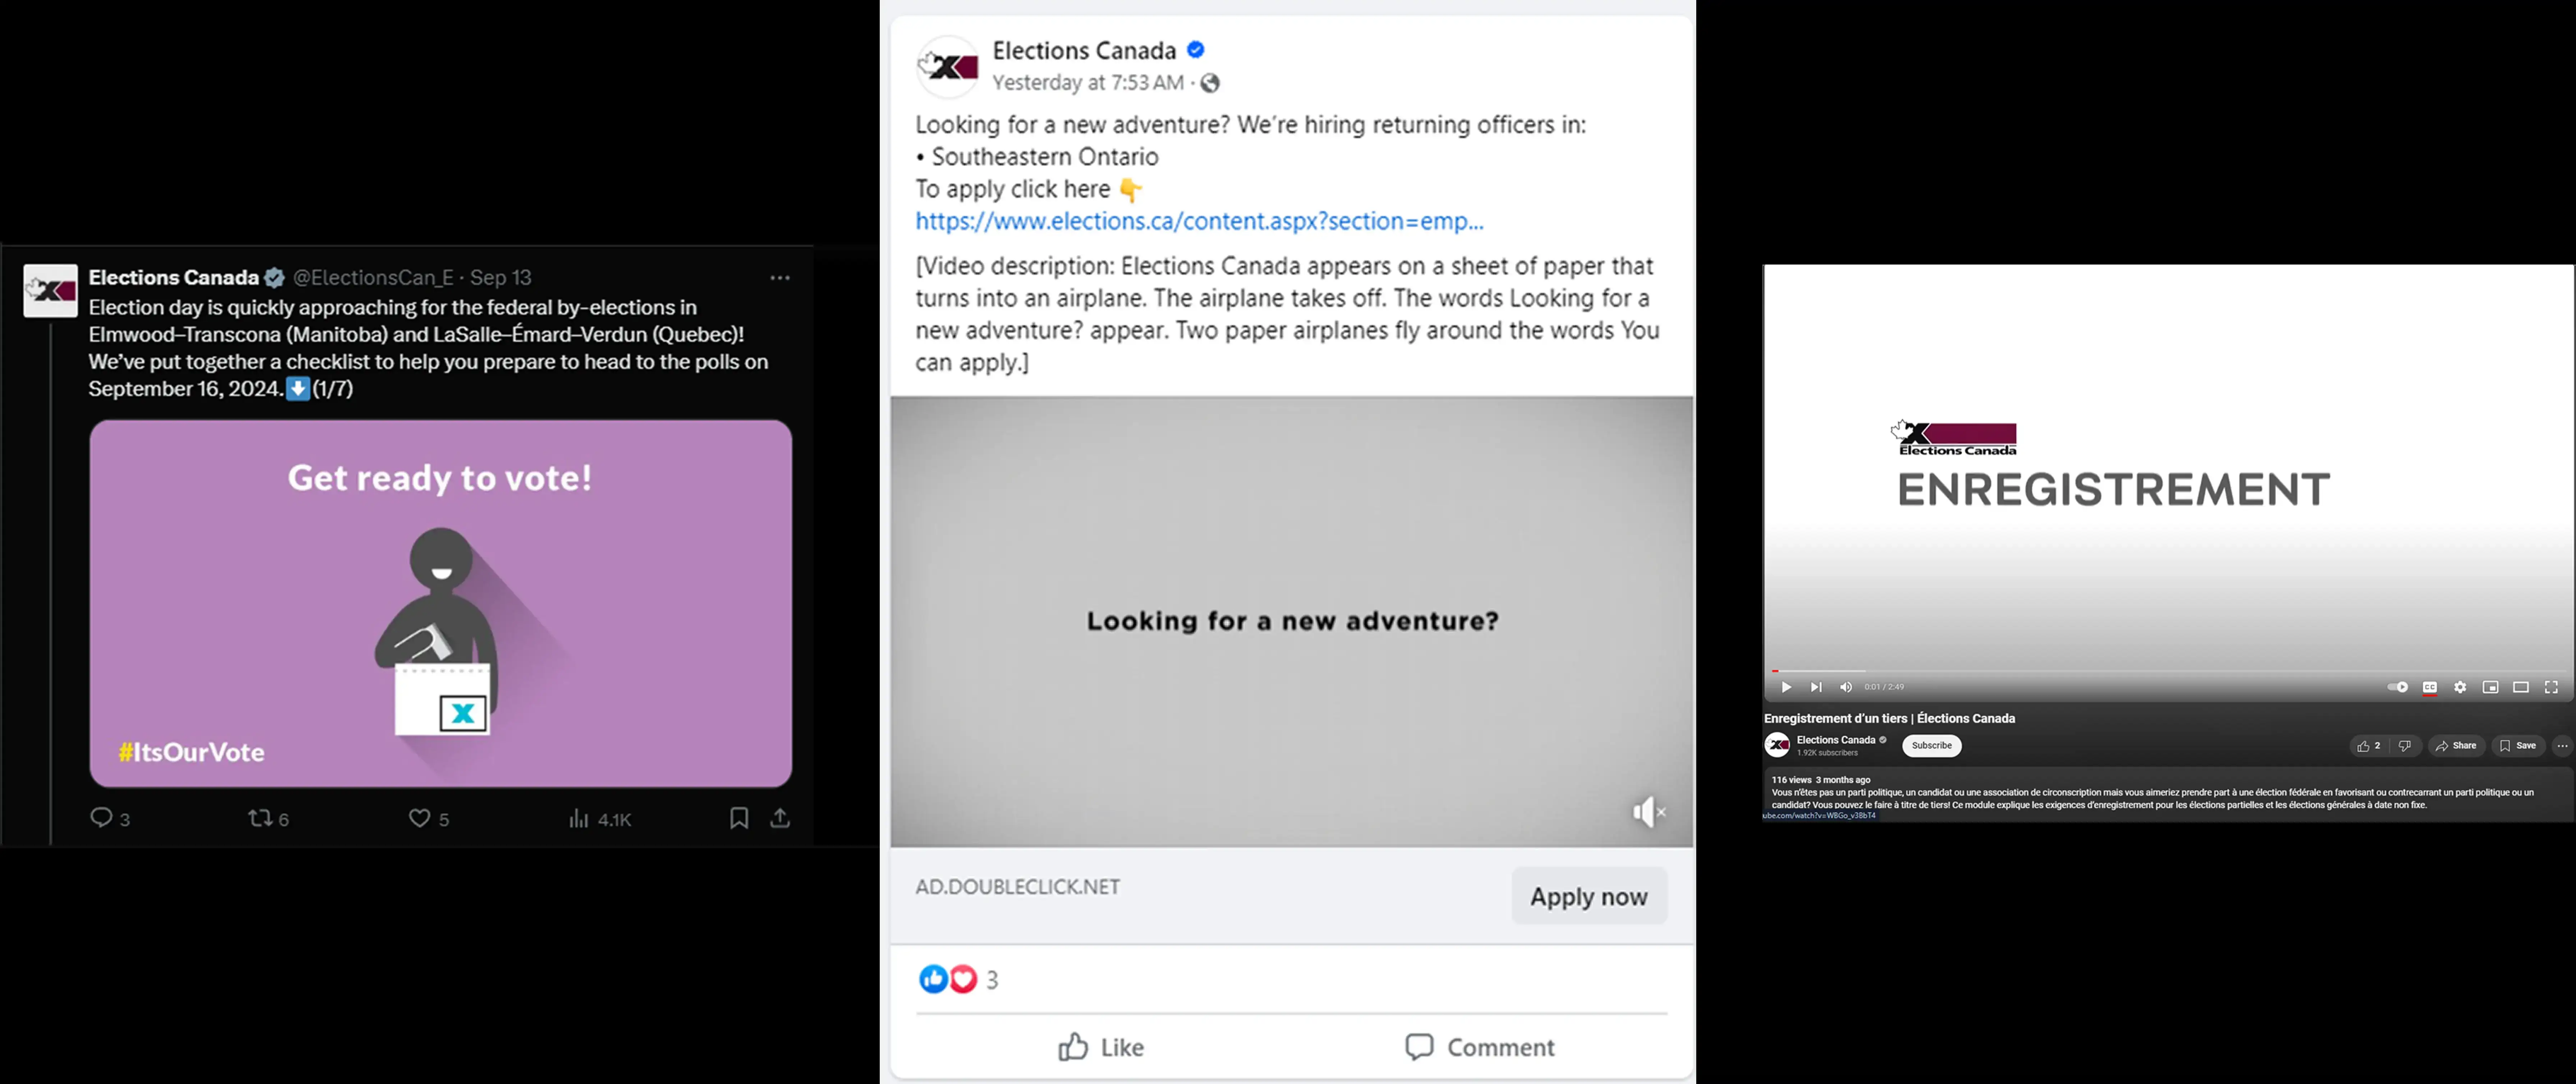 Elections Canada @ElectionsCan_E · Sep 13
Election day is quickly approaching for the federal by-elections in
Elmwood–Transcona (Manitoba) and LaSalle–Émard–Verdun (Quebec)!
We've put together a checklist to help you prepare to head to the polls on
September 16, 2024.⬇️(1/7)
Get ready to vote!
X
#ItsOurVote
3 6 5 4.1K
Elections Canada
Yesterday at 7:53 AM ·
Looking for a new adventure? We're hiring returning officers in:
• Southeastern Ontario
To apply click here 👇
https://www.elections.ca/content.aspx?section=emp...
[Video description: Elections Canada appears on a sheet of paper that
turns into an airplane. The airplane takes off. The words Looking for a
new adventure? appear. Two paper airplanes fly around the words You
can apply.]
Looking for a new adventure?
AD.DOUBLECLICK.NET
Apply now
3
Like Comment
Elections Canada
ENREGISTREMENT
0:01 / 2:49
CC
Enregistrement d'un tiers | Élections Canada
Elections Canada
1.92K subscribers
Subscribe
2 Share Save
116 views 3 months ago
Vous n'êtes pas un parti politique, un candidat ou une association de circonscription mais vous aimeriez prendre part à une élection fédérale en favorisant ou contrecarrant un parti politique ou un
candidat? Vous pouvez le faire à titre de tiers! Ce module explique les exigences d'enregistrement pour les élections partielles et les élections générales à date non fixe.
ube.com/watch?v=WBGo_v3BbT4